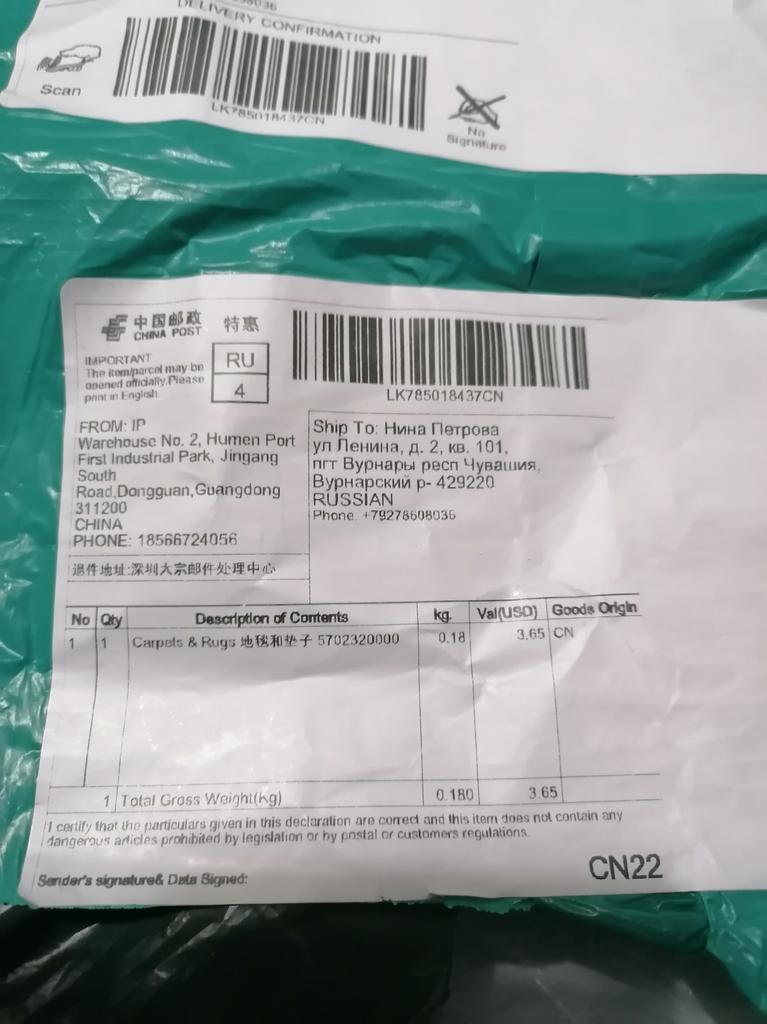 DELIVERY CONFIRMATION
Scan
LK785018437CN
No
Signature
中国邮政
CHINA POST
特惠
IMPORTANT
The item/parcel may be
opened officially.Please
print in English
RU
4
LK785018437CN
FROM: IP
Warehouse No. 2, Humen Port
First Industrial Park, Jingang
South
Road,Dongguan,Guangdong
311200
CHINA
PHONE: 18566724056
退件地址:深圳大宗邮件处理中心
Ship To: Нина Петрова
ул Ленина, д. 2, кв. 101,
пгт Вурнары респ Чувашия,
Вурнарский р- 429220
RUSSIAN
Phone: +79278608036
No Qty Description of Contents kg. Val(USD) Goods Origin
1 1 Carpets & Rugs 地毯和垫子 5702320000 0.18 3.65 CN
1 Total Gross Weight(kg) 0.180 3.65
I certify that the particulars given in this declaration are correct and this item does not contain any
dangerous articles prohibited by legislation or by postal or customers regulations.
Sender's signature& Data Signed:
CN22